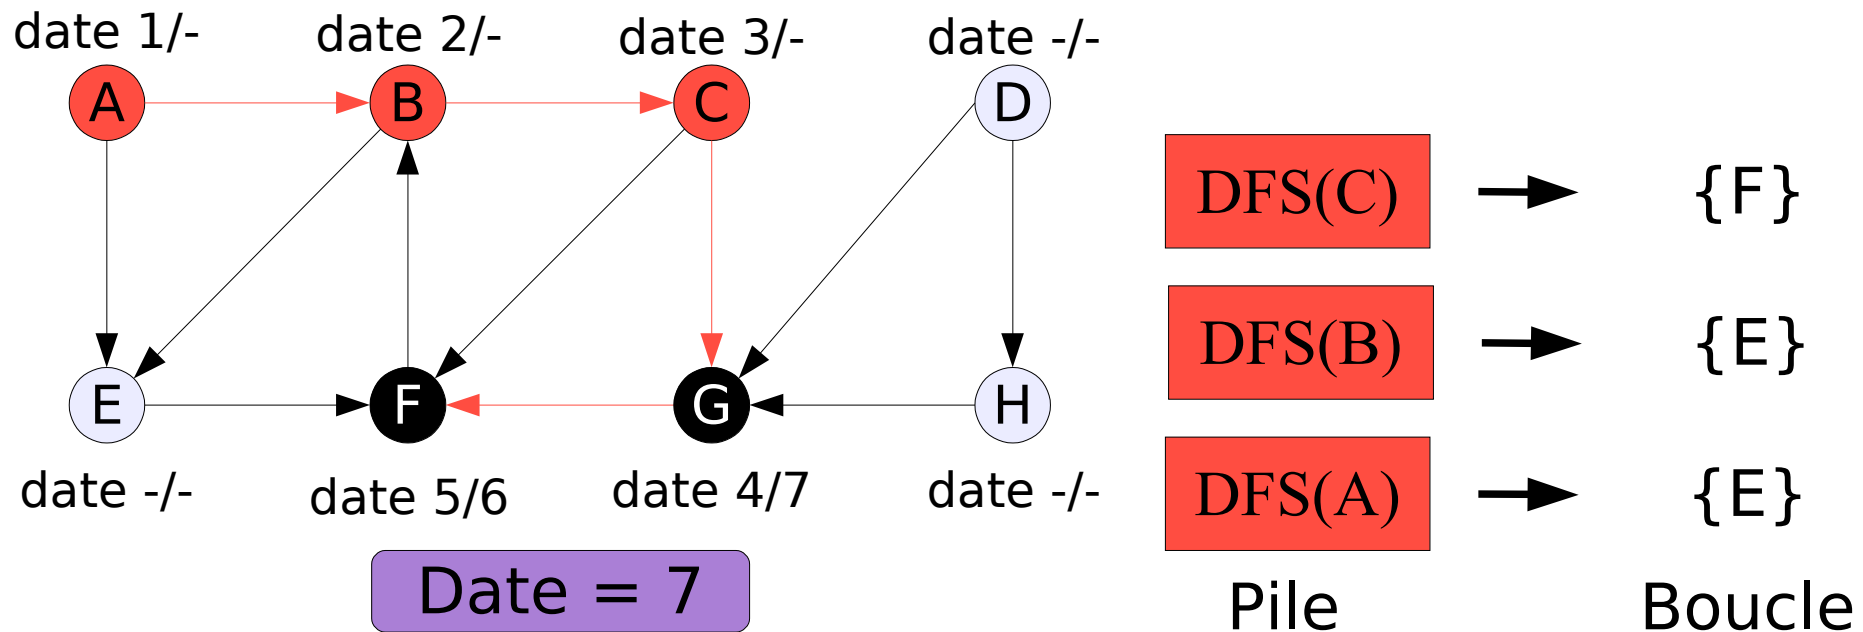 date 1/-
date 2/-
date 3/-
date -/-
A
B
C
D
DFS(C)
{F}
DFS(B)
{E}
E
F
G
H
date -/-
date 5/6
date 4/7
date -/-
DFS(A)
{E}
Date = 7
Pile
Boucle